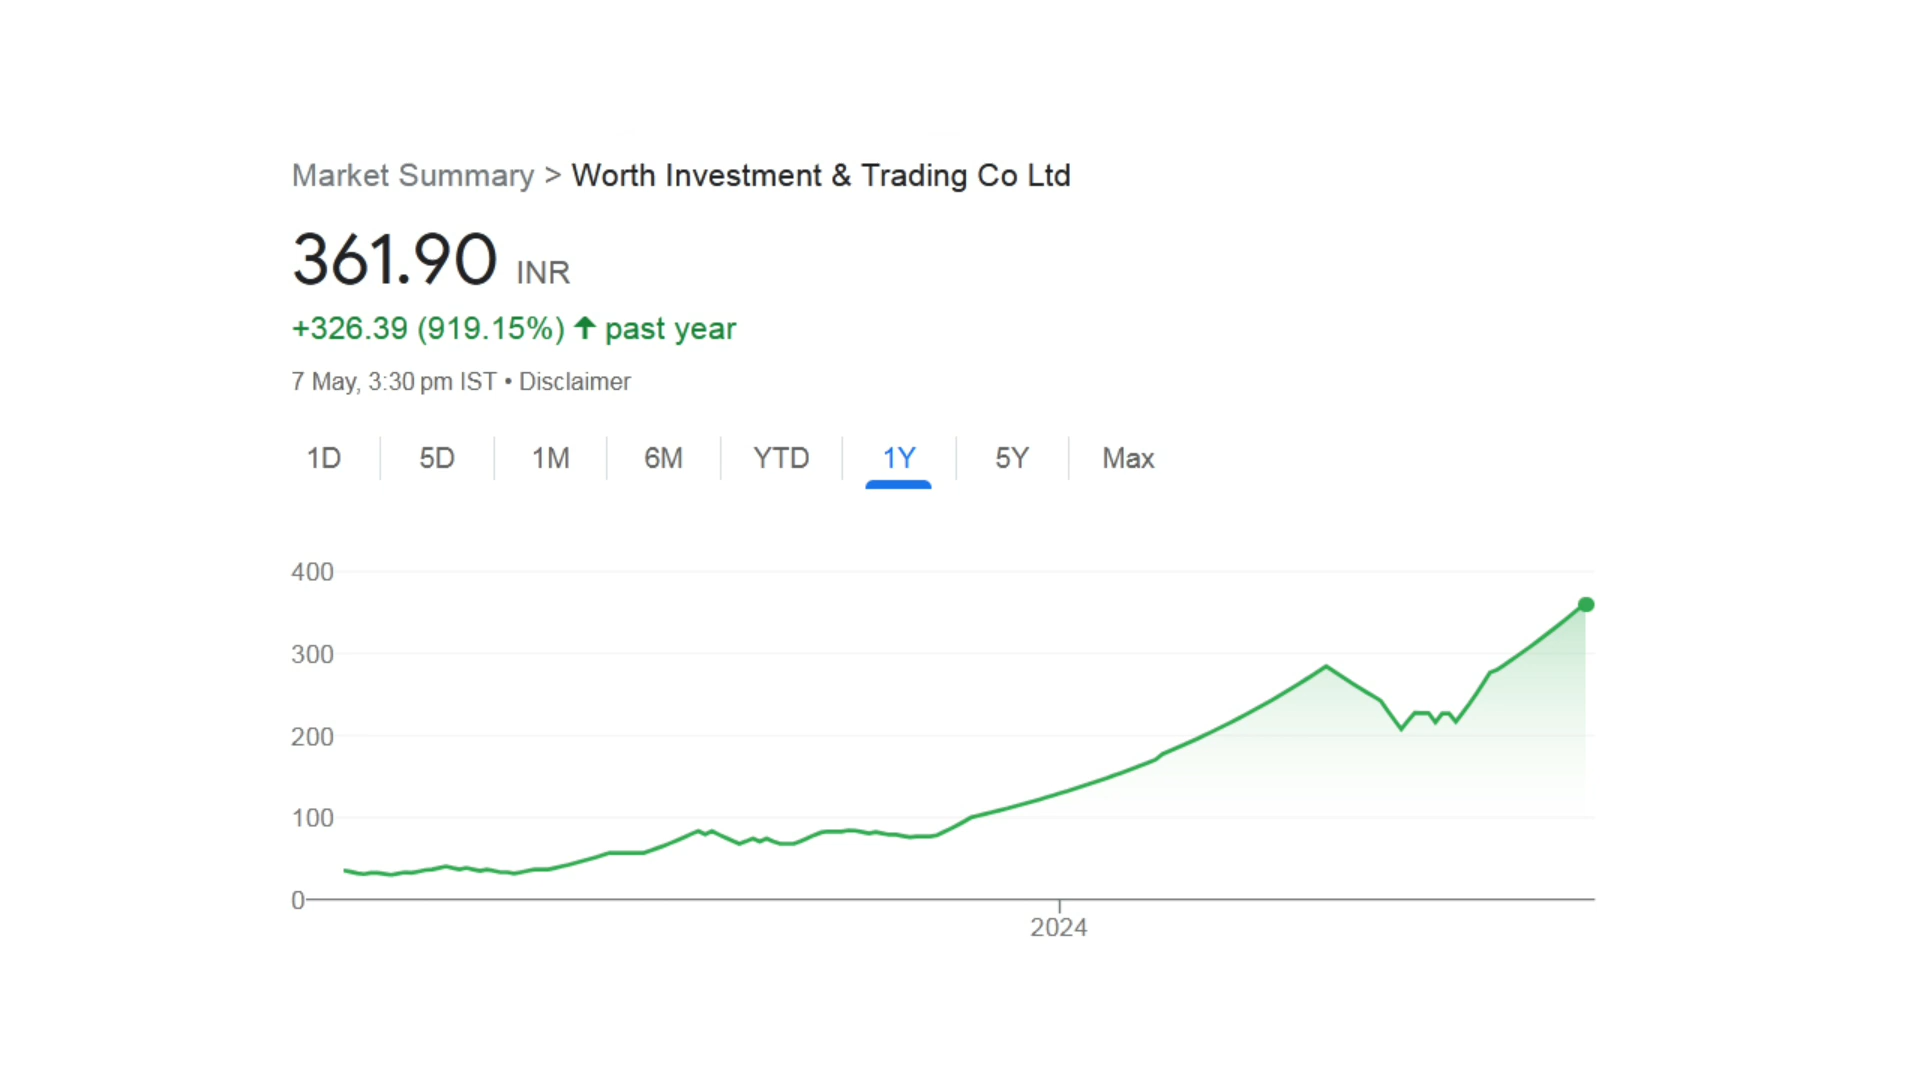 Market Summary > Worth Investment & Trading Co Ltd
361.90 INR
+326.39 (919.15%) ↑ past year
7 May, 3:30 pm IST • Disclaimer
1D 5D 1M 6M YTD 1Y 5Y Max
400
300
200
100
0
2024